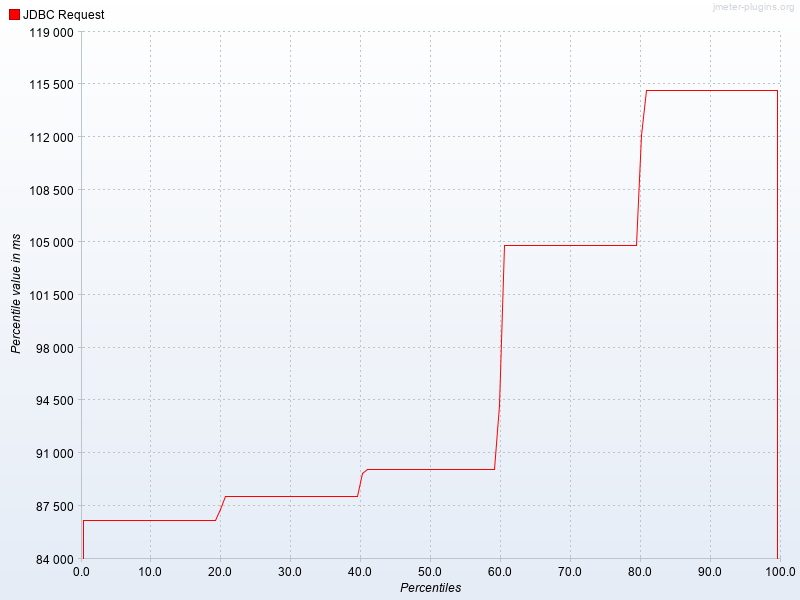 jmeter-plugins.org
JDBC Request
119 000
115 500
112 000
108 500
105 000
101 500
98 000
94 500
91 000
87 500
84 000
Percentile value in ms
0.0 10.0 20.0 30.0 40.0 50.0 60.0 70.0 80.0 90.0 100.0
Percentiles